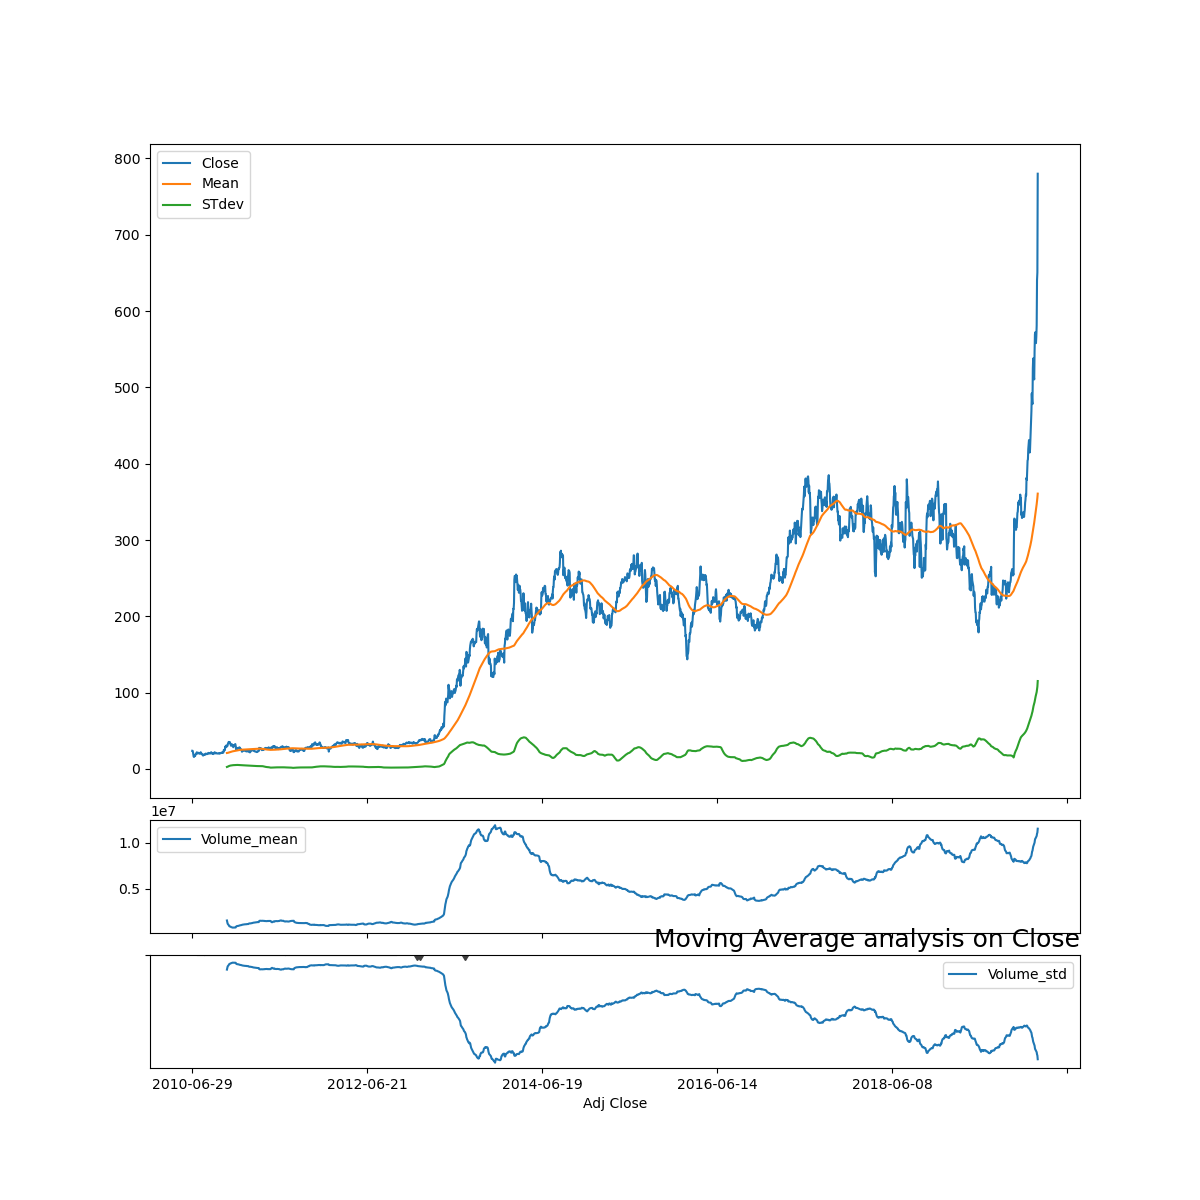 800
700
600
500
400
300
200
100
0
Close
Mean
STdev
1e7
1.0
0.5
Volume_mean
Moving Average analysis on Close
Volume_std
2010-06-29 2012-06-21 2014-06-19 2016-06-14 2018-06-08
Adj Close